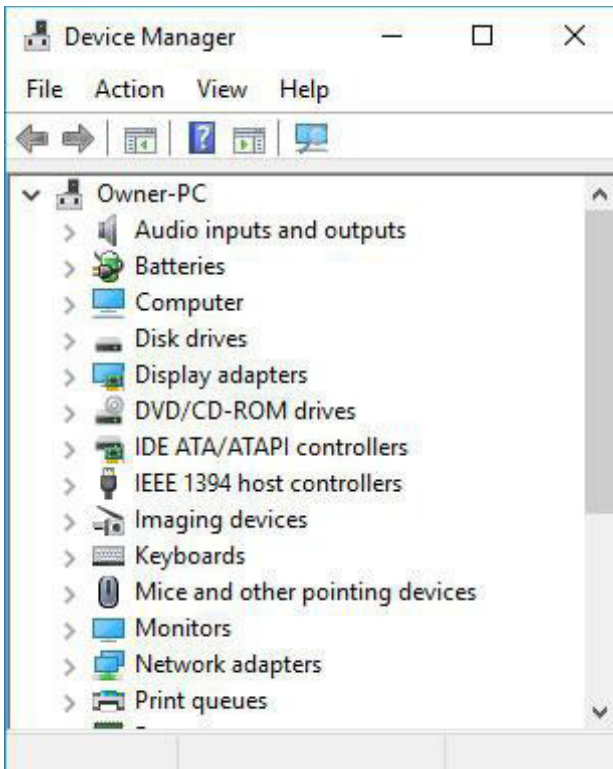 Device Manager
File Action View Help
Owner-PC
Audio inputs and outputs
Batteries
Computer
Disk drives
Display adapters
DVD/CD-ROM drives
IDE ATA/ATAPI controllers
IEEE 1394 host controllers
Imaging devices
Keyboards
Mice and other pointing devices
Monitors
Network adapters
Print queues